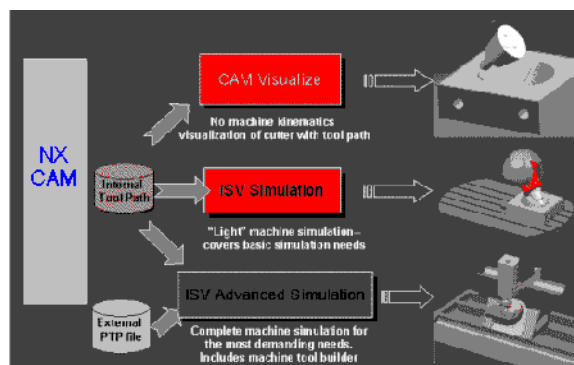 CAM Visualize
No machine kinematics
visualization of cutter with tool path
NX
CAM
Internal
Tool Path
ISV Simulation
"Light" machine simulation--
covers basic simulation needs
ISV Advanced Simulation
External
PTP file
Complete machine simulation for
the most demanding needs.
Includes machine tool builder